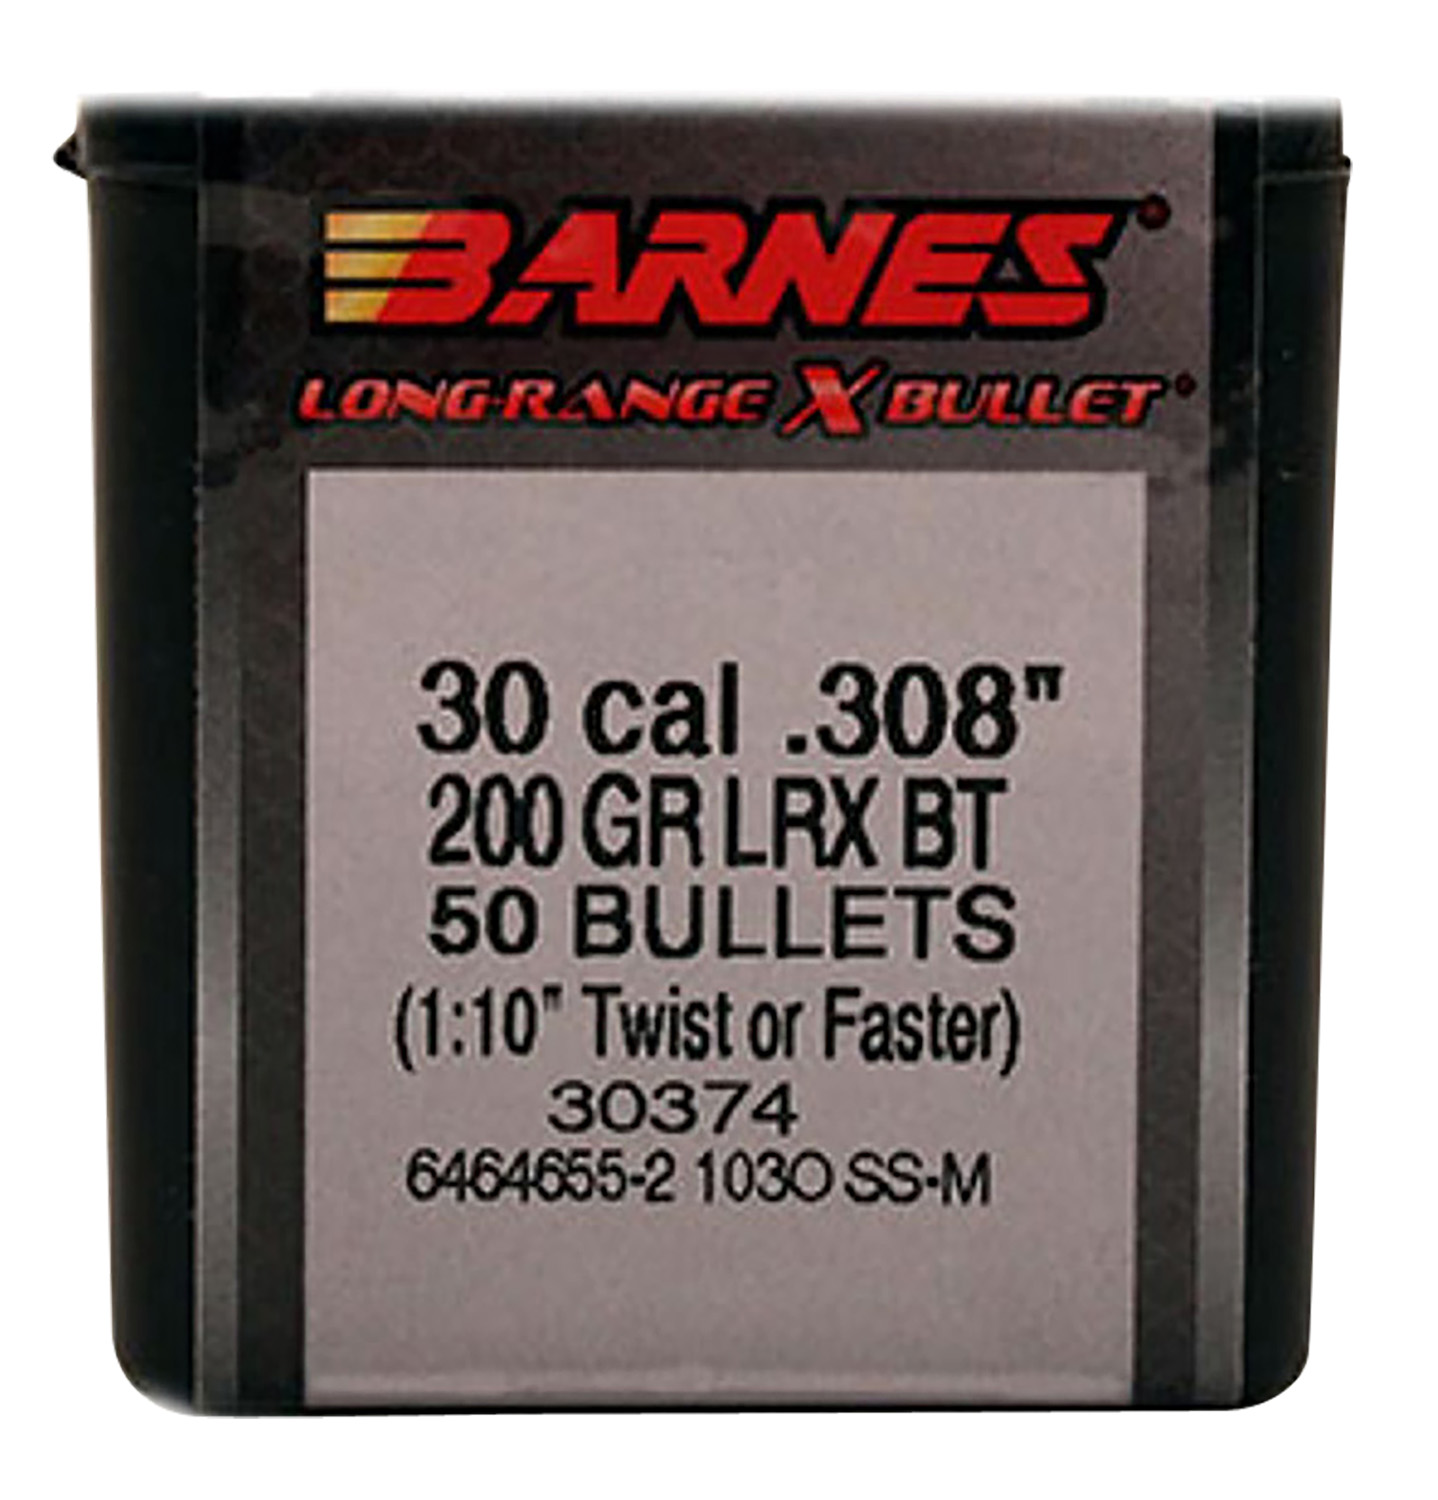 BARNES®
LONG-RANGE X BULLET®
30 cal .308"
200 GR LRX BT
50 BULLETS
(1:10" Twist or Faster)
30374
6464655-2 1030 SS-M